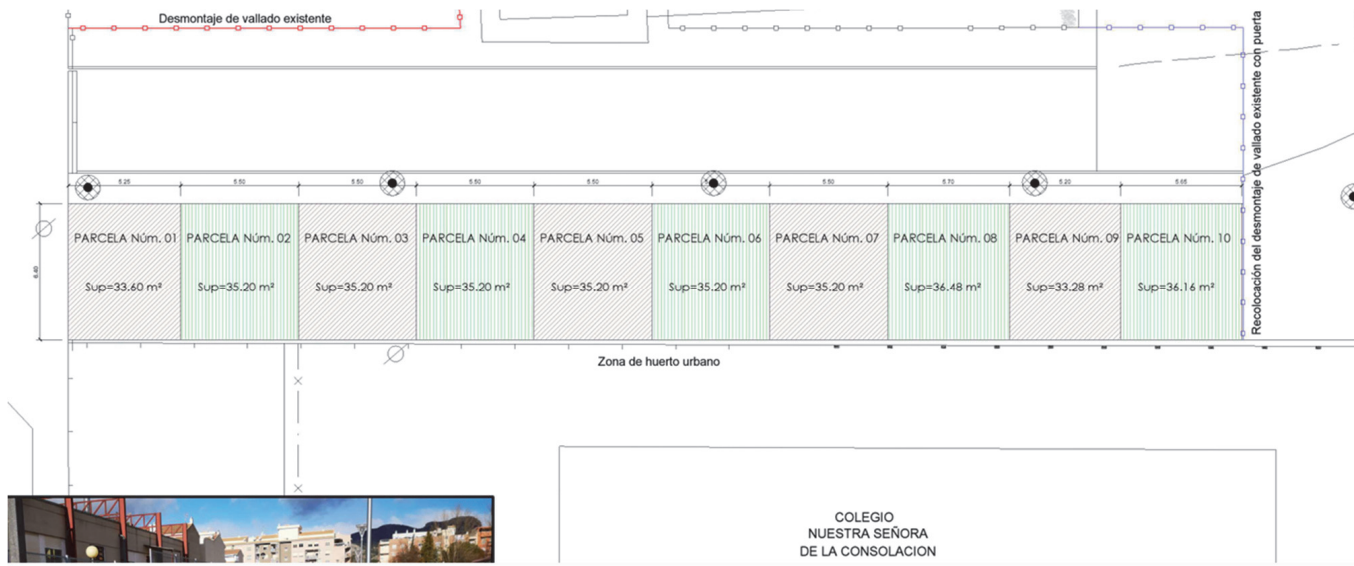 Desmontaje de vallado existente
Recolocación del desmontaje de vallado existente con puerta
5.25
5.50
5.50
5.50
5.50
5.50
5.70
5.20
5.65
6.40
PARCELA Núm. 01
PARCELA Núm. 02
PARCELA Núm. 03
PARCELA Núm. 04
PARCELA Núm. 05
PARCELA Núm. 06
PARCELA Núm. 07
PARCELA Núm. 08
PARCELA Núm. 09
PARCELA Núm. 10
Sup=33.60 m²
Sup=35.20 m²
Sup=35.20 m²
Sup=35.20 m²
Sup=35.20 m²
Sup=35.20 m²
Sup=35.20 m²
Sup=36.48 m²
Sup=33.28 m²
Sup=36.16 m²
Zona de huerto urbano
COLEGIO
NUESTRA SEÑORA
DE LA CONSOLACION